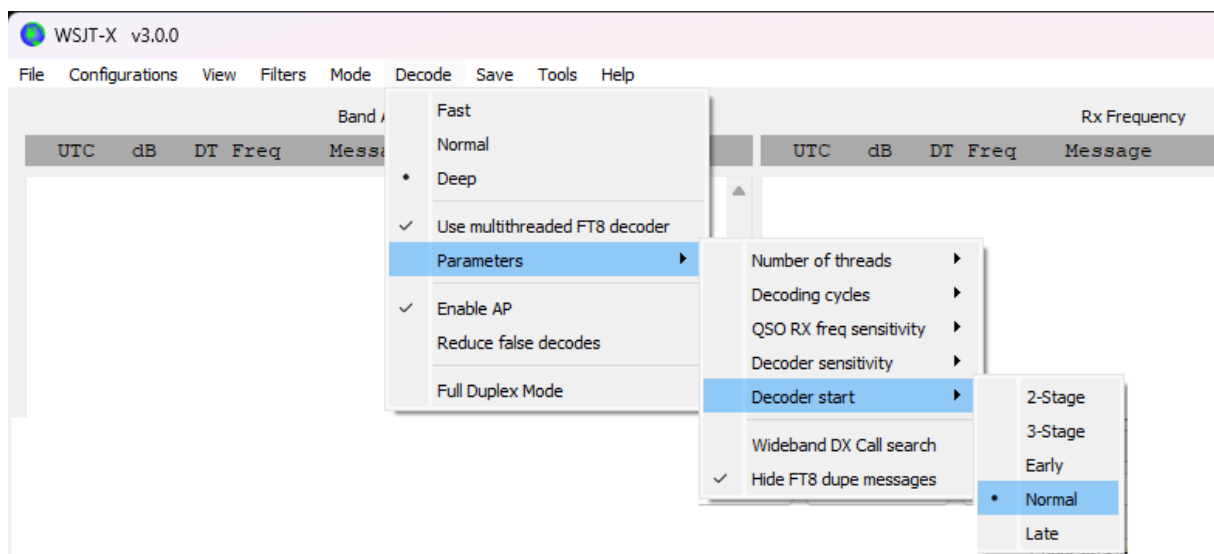 WSJT-X v3.0.0
File Configurations View Filters Mode Decode Save Tools Help
Band
Rx Frequency
UTC dB DT Freq
UTC dB DT Freq Message
Fast
Normal
Deep
Use multithreaded FT8 decoder
Parameters
Enable AP
Reduce false decodes
Full Duplex Mode
Number of threads
Decoding cycles
QSO RX freq sensitivity
Decoder sensitivity
Decoder start
Wideband DX Call search
Hide FT8 dupe messages
2-Stage
3-Stage
Early
Normal
Late